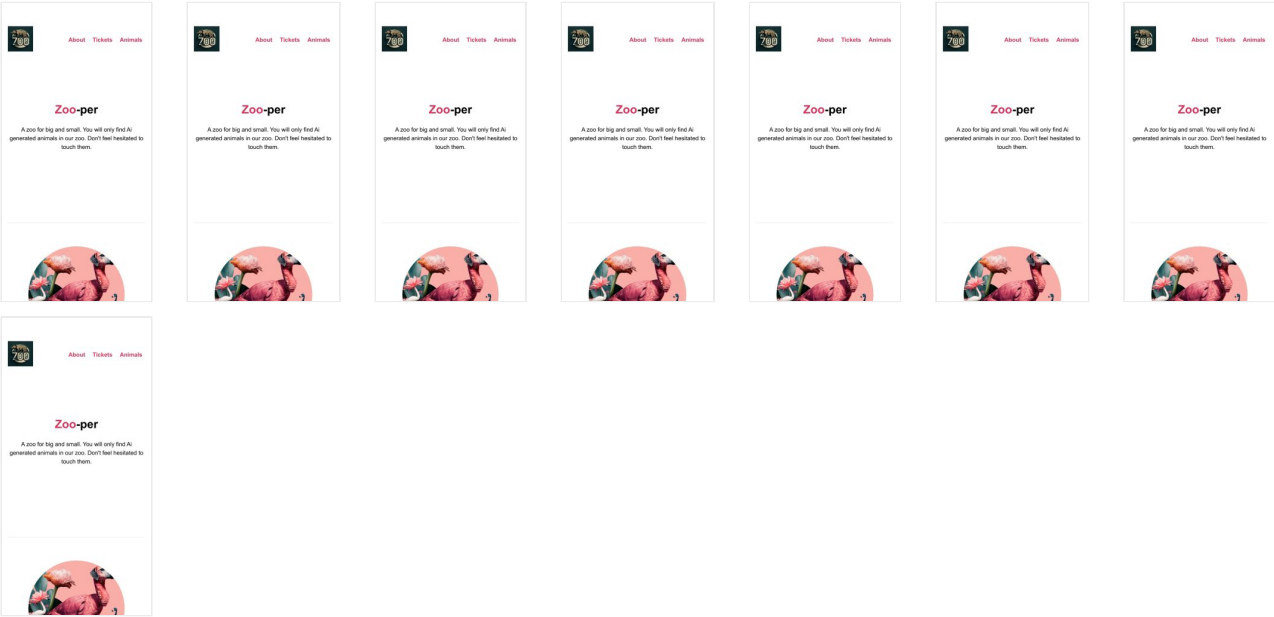 About Tickets Animals
Zoo-per
A zoo for big and small. You will only find Ai
generated animals in our zoo. Don't feel hesitated to
touch them.
About Tickets Animals
Zoo-per
A zoo for big and small. You will only find Ai
generated animals in our zoo. Don't feel hesitated to
touch them.
About Tickets Animals
Zoo-per
A zoo for big and small. You will only find Ai
generated animals in our zoo. Don't feel hesitated to
touch them.
About Tickets Animals
Zoo-per
A zoo for big and small. You will only find Ai
generated animals in our zoo. Don't feel hesitated to
touch them.
About Tickets Animals
Zoo-per
A zoo for big and small. You will only find Ai
generated animals in our zoo. Don't feel hesitated to
touch them.
About Tickets Animals
Zoo-per
A zoo for big and small. You will only find Ai
generated animals in our zoo. Don't feel hesitated to
touch them.
About Tickets Animals
Zoo-per
A zoo for big and small. You will only find Ai
generated animals in our zoo. Don't feel hesitated to
touch them.
About Tickets Animals
Zoo-per
A zoo for big and small. You will only find Ai
generated animals in our zoo. Don't feel hesitated to
touch them.